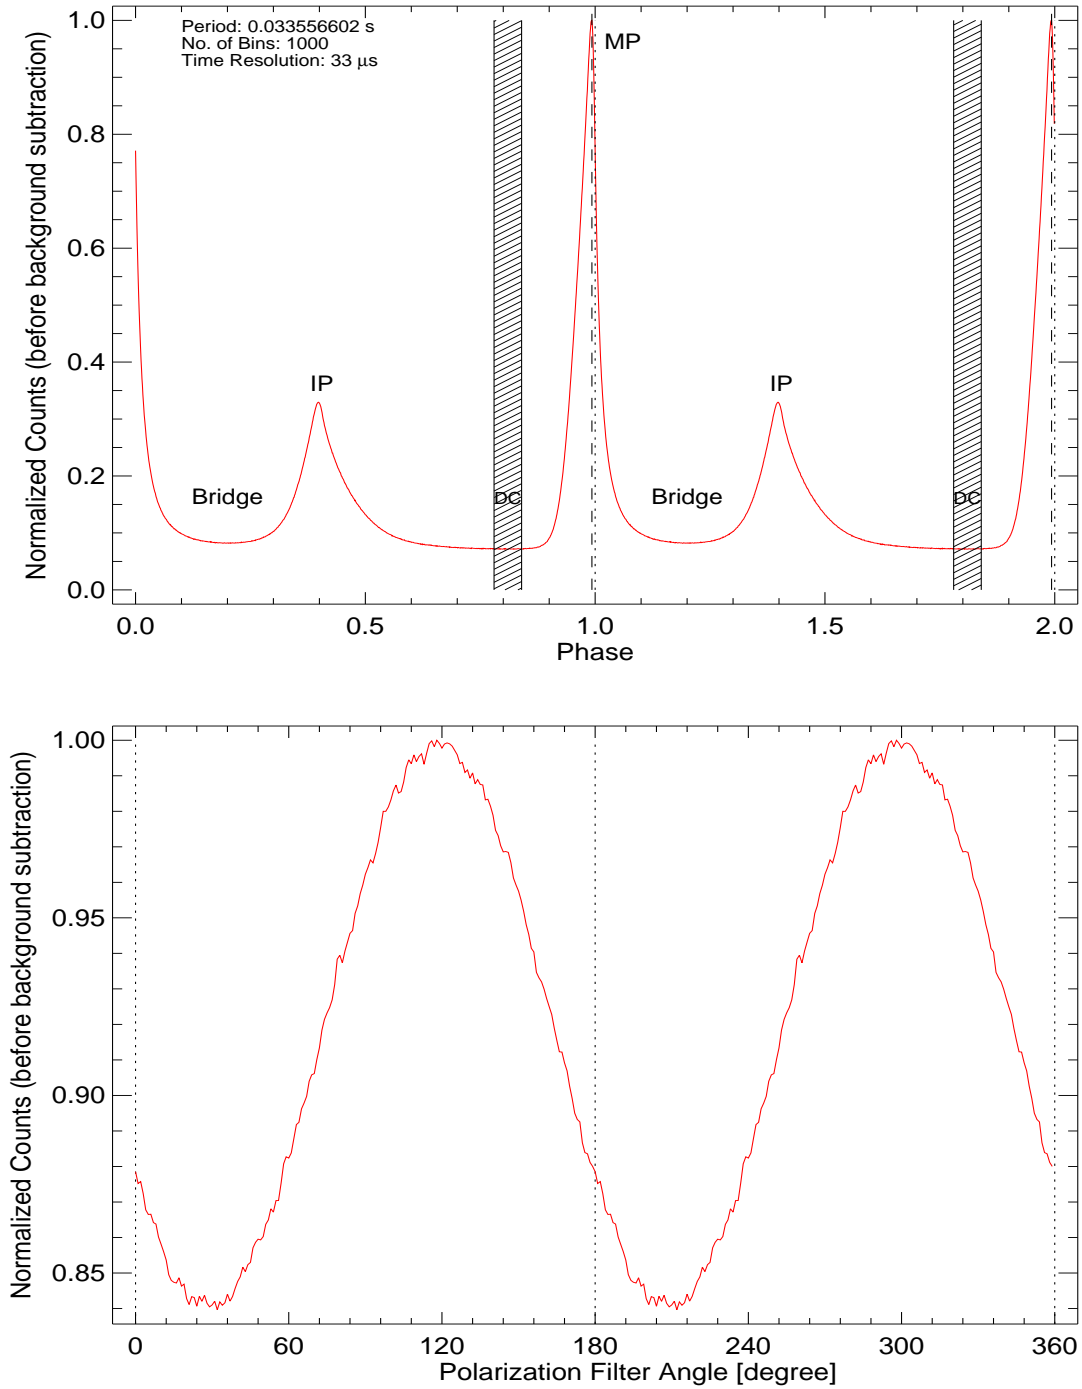 Period: 0.033556602 s
No. of Bins: 1000
Time Resolution: 33 μs
MP
IP
IP
Bridge
DC
Bridge
DC
1.0
0.8
0.6
0.4
0.2
0.0
Normalized Counts (before background subtraction)
0.0 0.5 1.0 1.5 2.0
Phase
1.00
0.95
0.90
0.85
Normalized Counts (before background subtraction)
0 60 120 180 240 300 360
Polarization Filter Angle [degree]